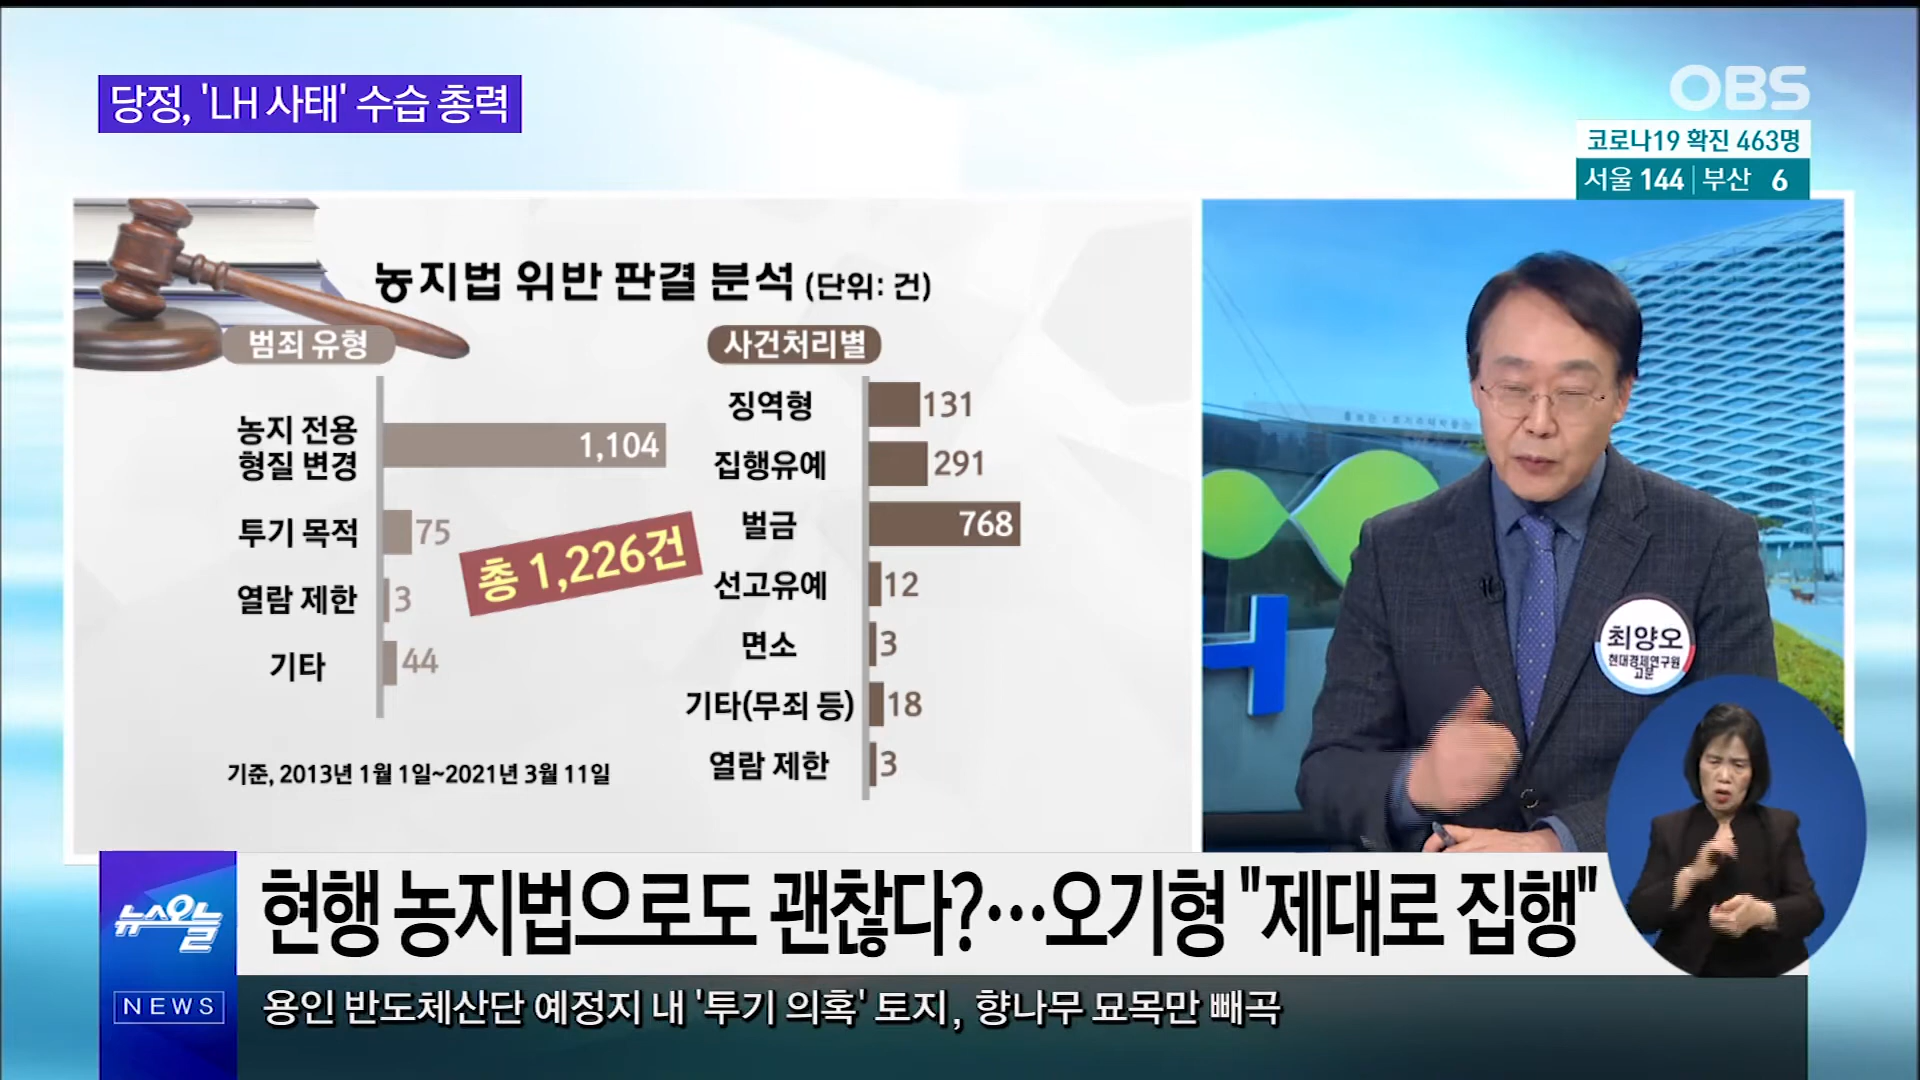 당정, 'LH 사태' 수습 총력
OBS
코로나19 확진 463명
서울 144 부산 6
농지법 위반 판결 분석 (단위: 건)
범죄 유형
농지 전용
형질 변경
1,104
투기 목적
75
열람 제한
3
기타
44
총 1,226건
기준, 2013년 1월 1일~2021년 3월 11일
사건처리별
징역형
131
집행유예
291
벌금
768
선고유예
12
면소
3
기타(무죄 등)
18
열람 제한
3
최양오
현대경제연구원
고문
뉴스오늘
NEWS
현행 농지법으로도 괜찮다?…오기형 "제대로 집행"
용인 반도체산단 예정지 내 '투기 의혹' 토지, 향나무 묘목만 빼곡